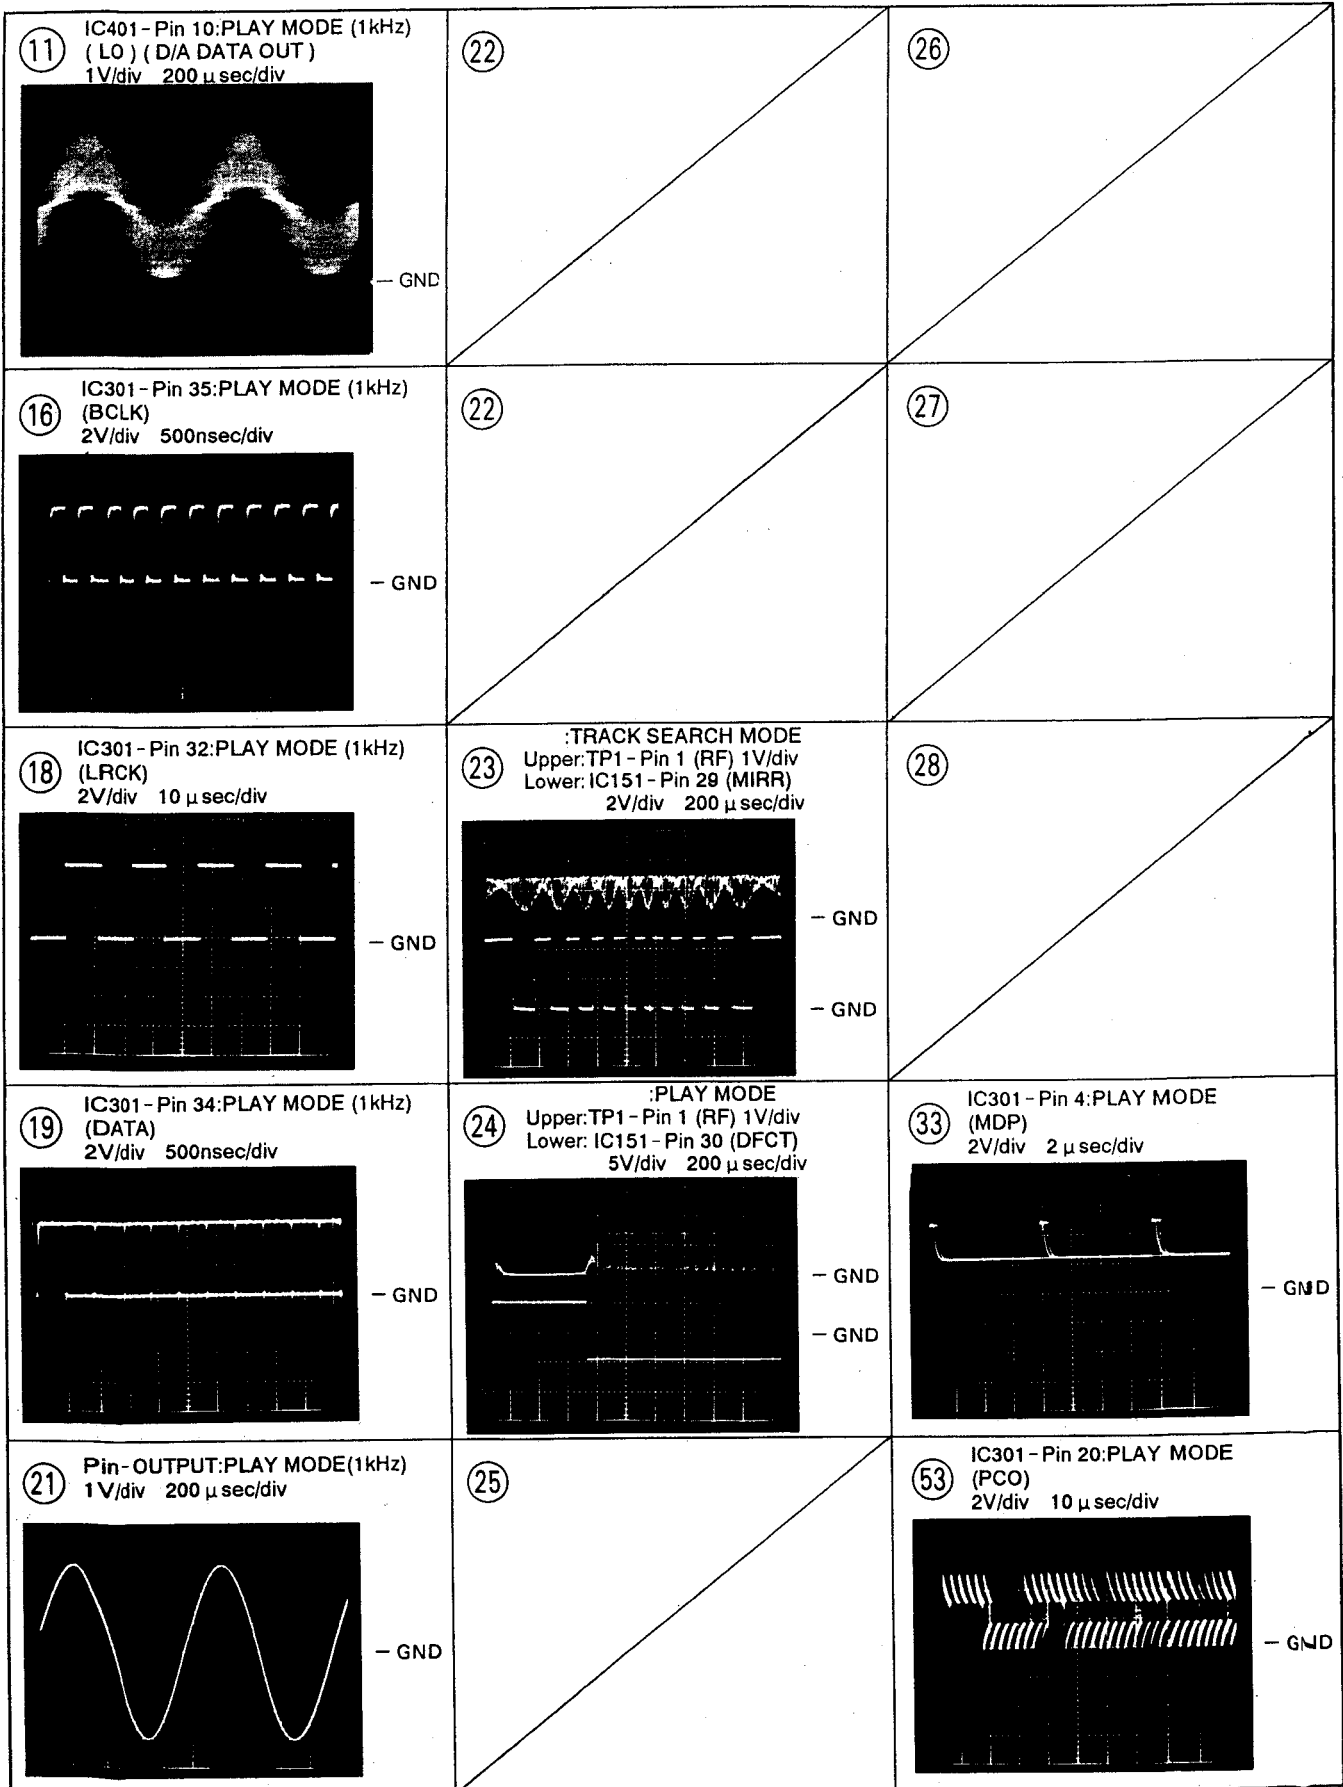 11
IC401-Pin 10:PLAY MODE (1kHz)
( LO ) ( D/A DATA OUT )
1V/div 200 μ sec/div
— GND
22
26
16
IC301-Pin 35:PLAY MODE (1kHz)
(BCLK)
2V/div 500nsec/div
— GND
22
27
18
IC301-Pin 32:PLAY MODE (1kHz)
(LRCK)
2V/div 10 μ sec/div
— GND
23
:TRACK SEARCH MODE
Upper:TP1-Pin 1 (RF) 1V/div
Lower: IC151-Pin 29 (MIRR)
2V/div 200 μ sec/div
— GND
— GND
28
19
IC301-Pin 34:PLAY MODE (1kHz)
(DATA)
2V/div 500nsec/div
— GND
24
:PLAY MODE
Upper:TP1-Pin 1 (RF) 1V/div
Lower: IC151-Pin 30 (DFCT)
5V/div 200 μ sec/div
— GND
— GND
33
IC301-Pin 4:PLAY MODE
(MDP)
2V/div 2 μ sec/div
— GND
21
Pin-OUTPUT:PLAY MODE(1kHz)
1V/div 200 μ sec/div
— GND
25
53
IC301-Pin 20:PLAY MODE
(PCO)
2V/div 10 μ sec/div
— GND